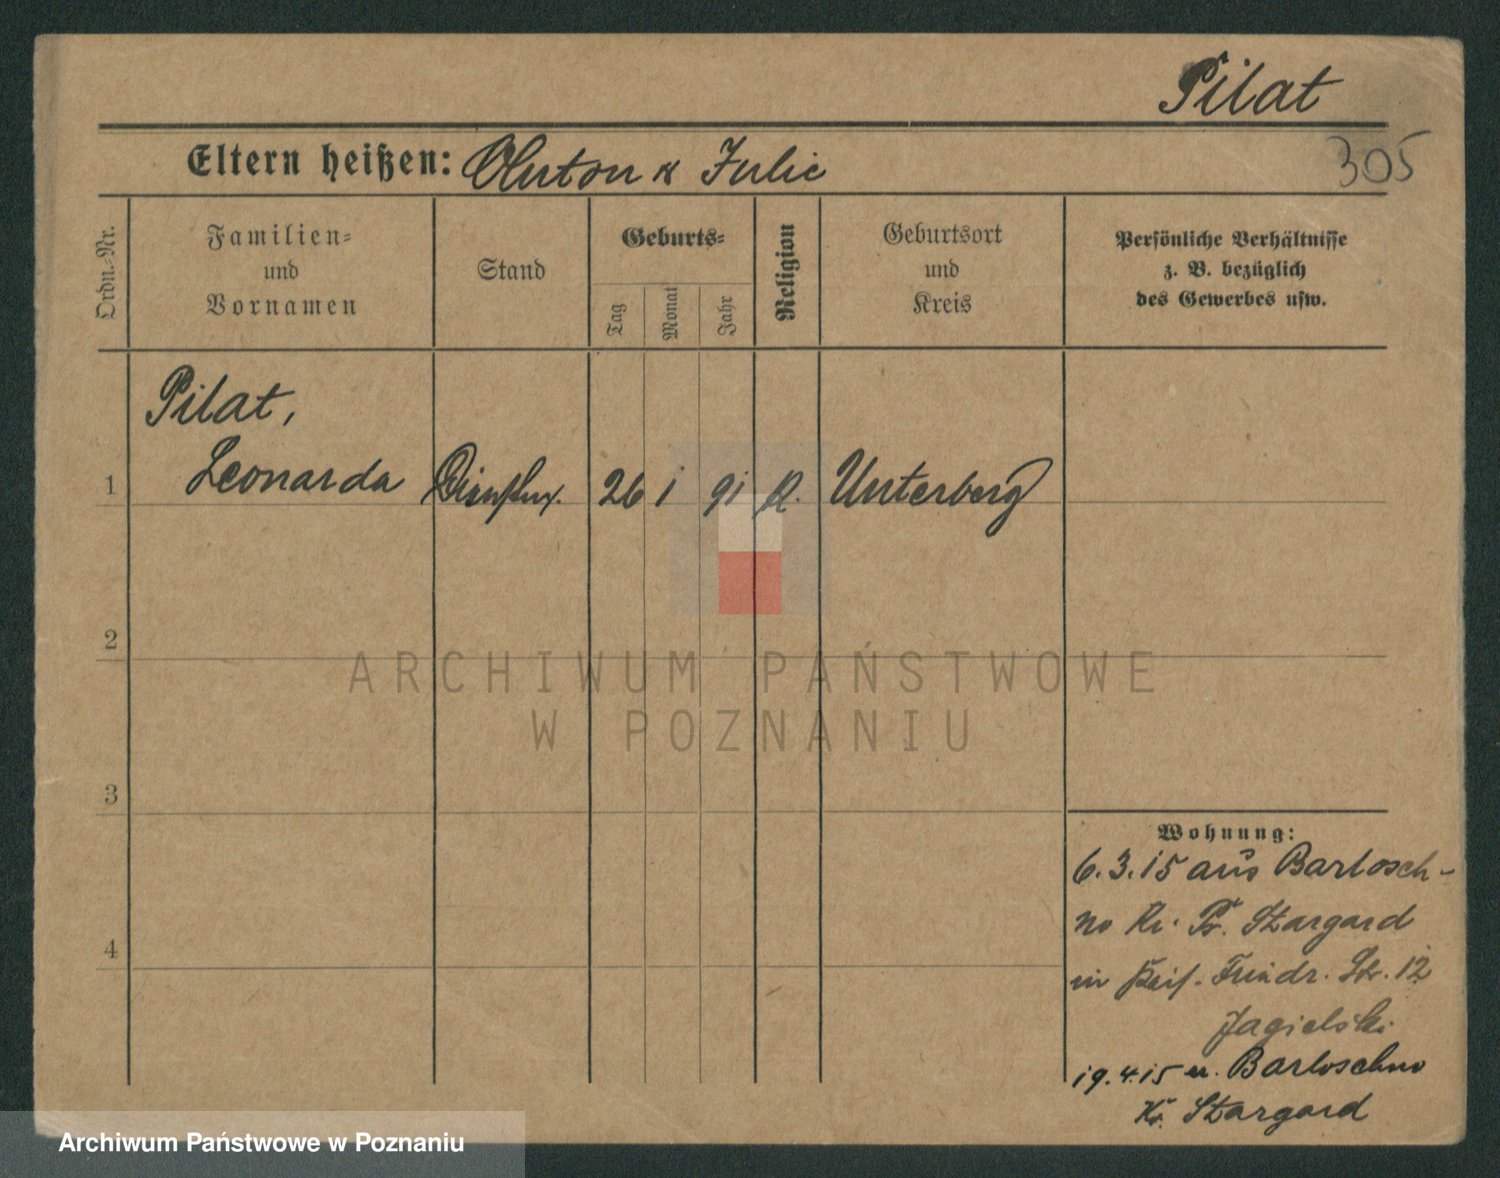 Pilat
305
Eltern heißen: Anton u Julie
Ordn.-Nr.
Familien-
und
Vornamen
Stand
Geburts-
Tag
Monat
Jahr
Religion
Geburtsort
und
Kreis
Persönliche Verhältnisse
z. B. bezüglich
des Gewerbes usw.
Pilat,
1 Leonarda 26 1 91 K. Unterberg
2
3
4
ARCHIWUM PAŃSTWOWE
W POZNANIU
Wohnung:
6.3.15 aus Barlosch-
no Kr. Pr. Stargard
in Kais. Friedr. Str. 12
Jagielski
19.4.15 n. Barloschno
Kr. Stargard
Archiwum Państwowe w Poznaniu